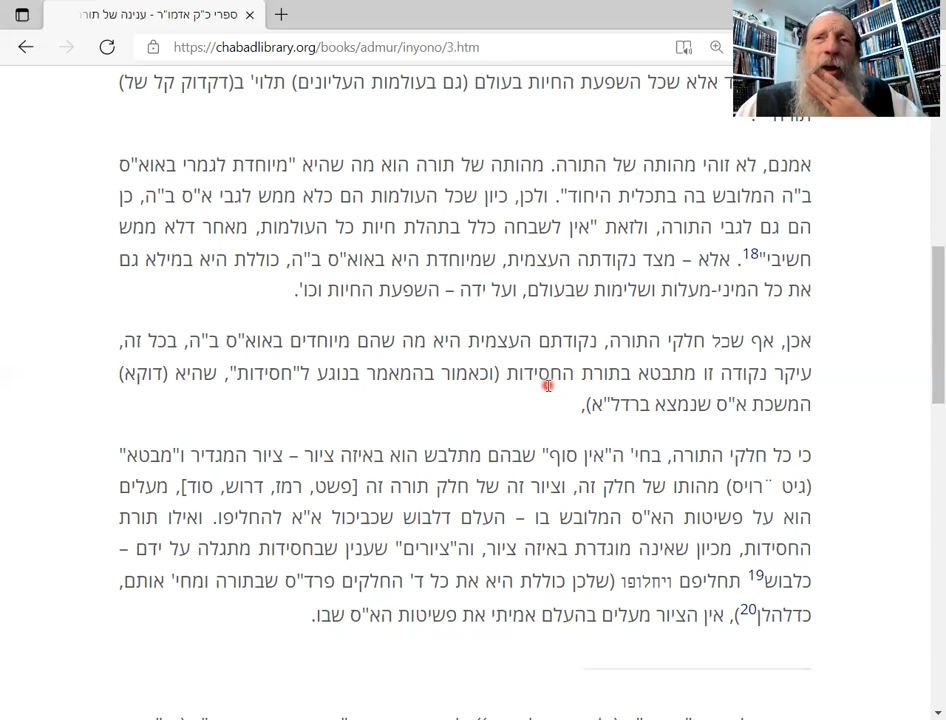 ספרי כ"ק אדמו"ר - ענינה של תור
https://chabadlibrary.org/books/admur/inyono/3.htm
ד אלא שכל השפעת החיות בעולם (גם בעולמות העליונים) תלוי' ב(דקדוק קל של)
אמנם, לא זוהי מהותה של התורה. מהותה של תורה הוא מה שהיא "מיוחדת לגמרי באוא"ס
ב"ה המלובש בה בתכלית היחוד". ולכן, כיון שכל העולמות הם כלא ממש לגבי א"ס ב"ה, כן
הם גם לגבי התורה, ולזאת "אין לשבחה כלל בתהלת חיות כל העולמות, מאחר דלא ממש
חשיבי"18. אלא – מצד נקודתה העצמית, שמיוחדת היא באוא"ס ב"ה, כוללת היא במילא גם
את כל המיני-מעלות ושלימות שבעולם, ועל ידה – השפעת החיות וכו'.
אכן, אף שכל חלקי התורה, נקודתם העצמית היא מה שהם מיוחדים באוא"ס ב"ה, בכל זה,
עיקר נקודה זו מתבטא בתורת החסידות (וכאמור בהמאמר בנוגע ל"חסידות", שהיא (דוקא)
המשכת א"ס שנמצא ברדל"א),
כי כל חלקי התורה, בחי' ה"אין סוף" שבהם מתלבש הוא באיזה ציור – ציור המגדיר ו"מבטא"
(גיט ¨רויס) מהותו של חלק זה, וציור זה של חלק תורה זה [פשט, רמז, דרוש, סוד], מעלים
הוא על פשיטות הא"ס המלובש בו – העלם דלבוש שכביכול א"א להחליפו. ואילו תורת
החסידות, מכיון שאינה מוגדרת באיזה ציור, וה"ציורים" שענין שבחסידות מתגלה על ידם –
כלבוש19 תחליפם ויחלופו (שלכן כוללת היא את כל ד' החלקים פרד"ס שבתורה ומחי' אותם,
כדלהלן20), אין הציור מעלים בהעלם אמיתי את פשיטות הא"ס שבו.